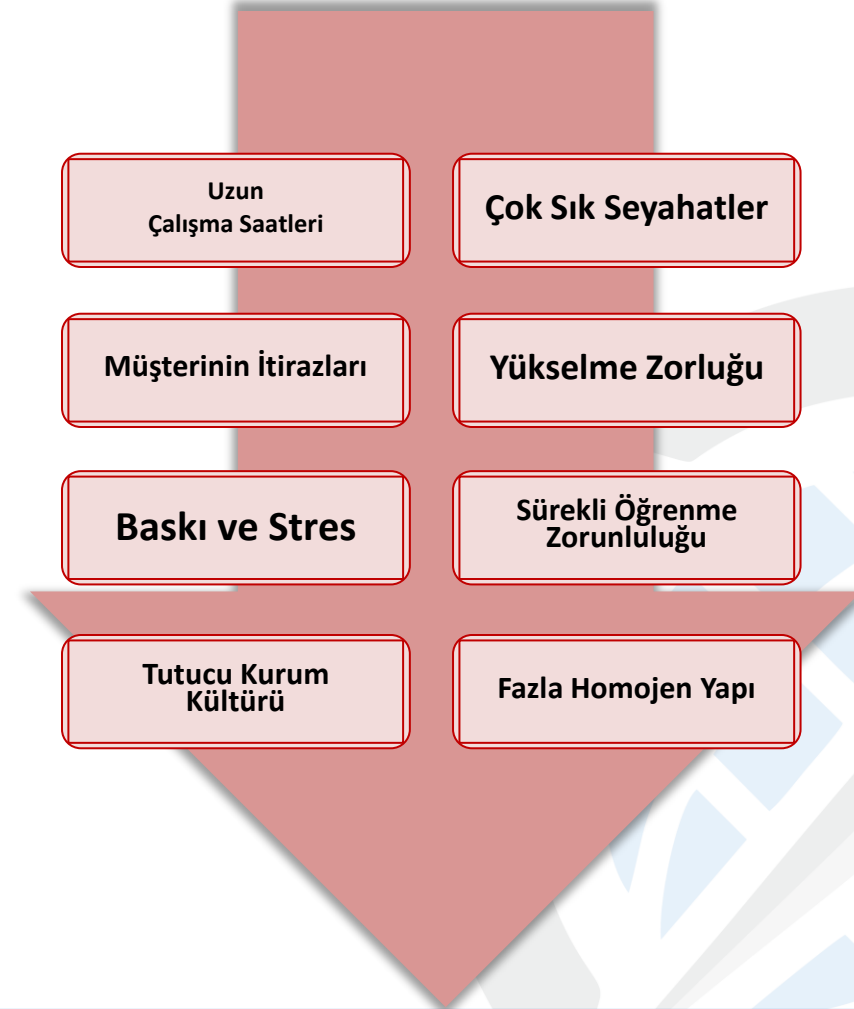 Uzun
Çalışma Saatleri
Çok Sık Seyahatler
Müşterinin İtirazları
Yükselme Zorluğu
Baskı ve Stres
Sürekli Öğrenme
Zorunluluğu
Tutucu Kurum
Kültürü
Fazla Homojen Yapı